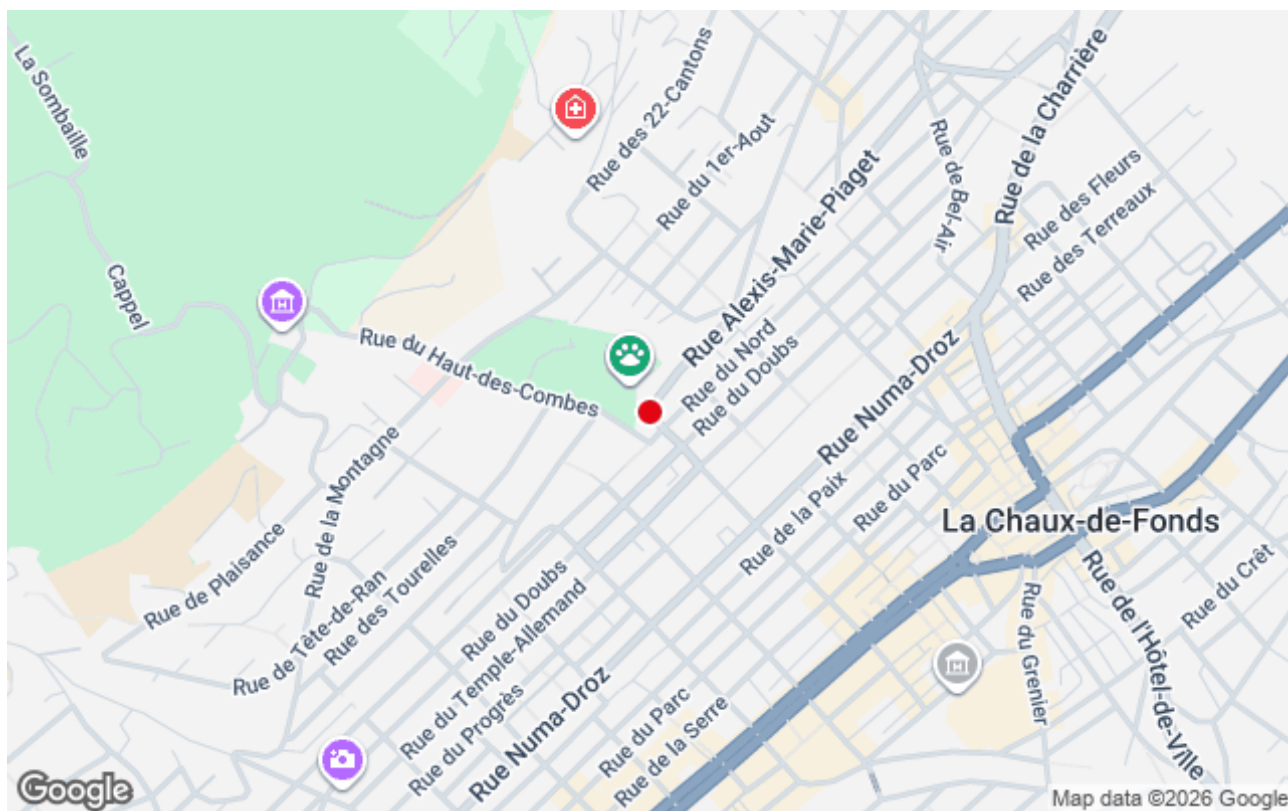 La Sombaille
Rue des 22-Cantons
Rue du 1er-Aout
Rue de la Charrière
Rue de Bel-Air
Rue des Fleurs
Rue des Terreaux
Cappel
Rue Alexis-Marie-Piaget
Rue du Haut-des-Combes
Rue du Nord
Rue du Doubs
Rue Numa-Droz
Rue de la Montagne
Rue du Parc
Rue de la Paix
La Chaux-de-Fonds
Rue de Plaisance
Rue de Tête-de-Ran
Rue des Tourelles
Rue du Doubs
Rue du Temple-Allemand
Rue du Progrès
Rue Numa-Droz
Rue du Parc
Rue de la Serre
Rue du Grenier
Rue de l'Hôtel-de-Ville
Rue du Crêt
Google
Map data ©2026 Google